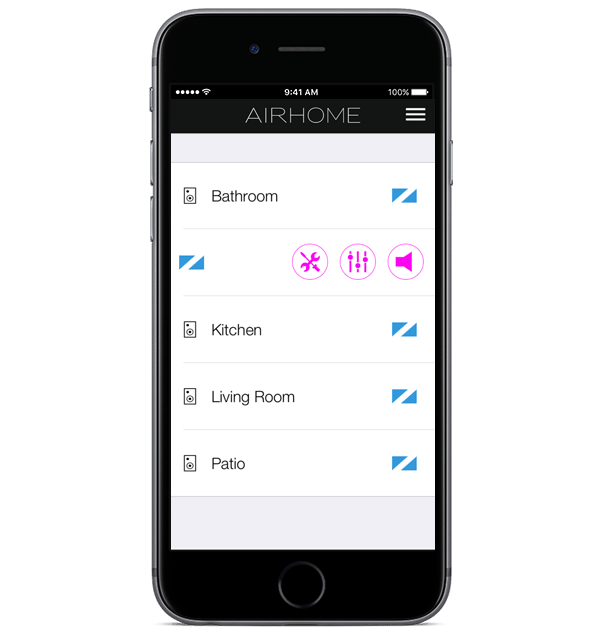 9:41 AM 100%
AIRHOME
Bathroom
Kitchen
Living Room
Patio